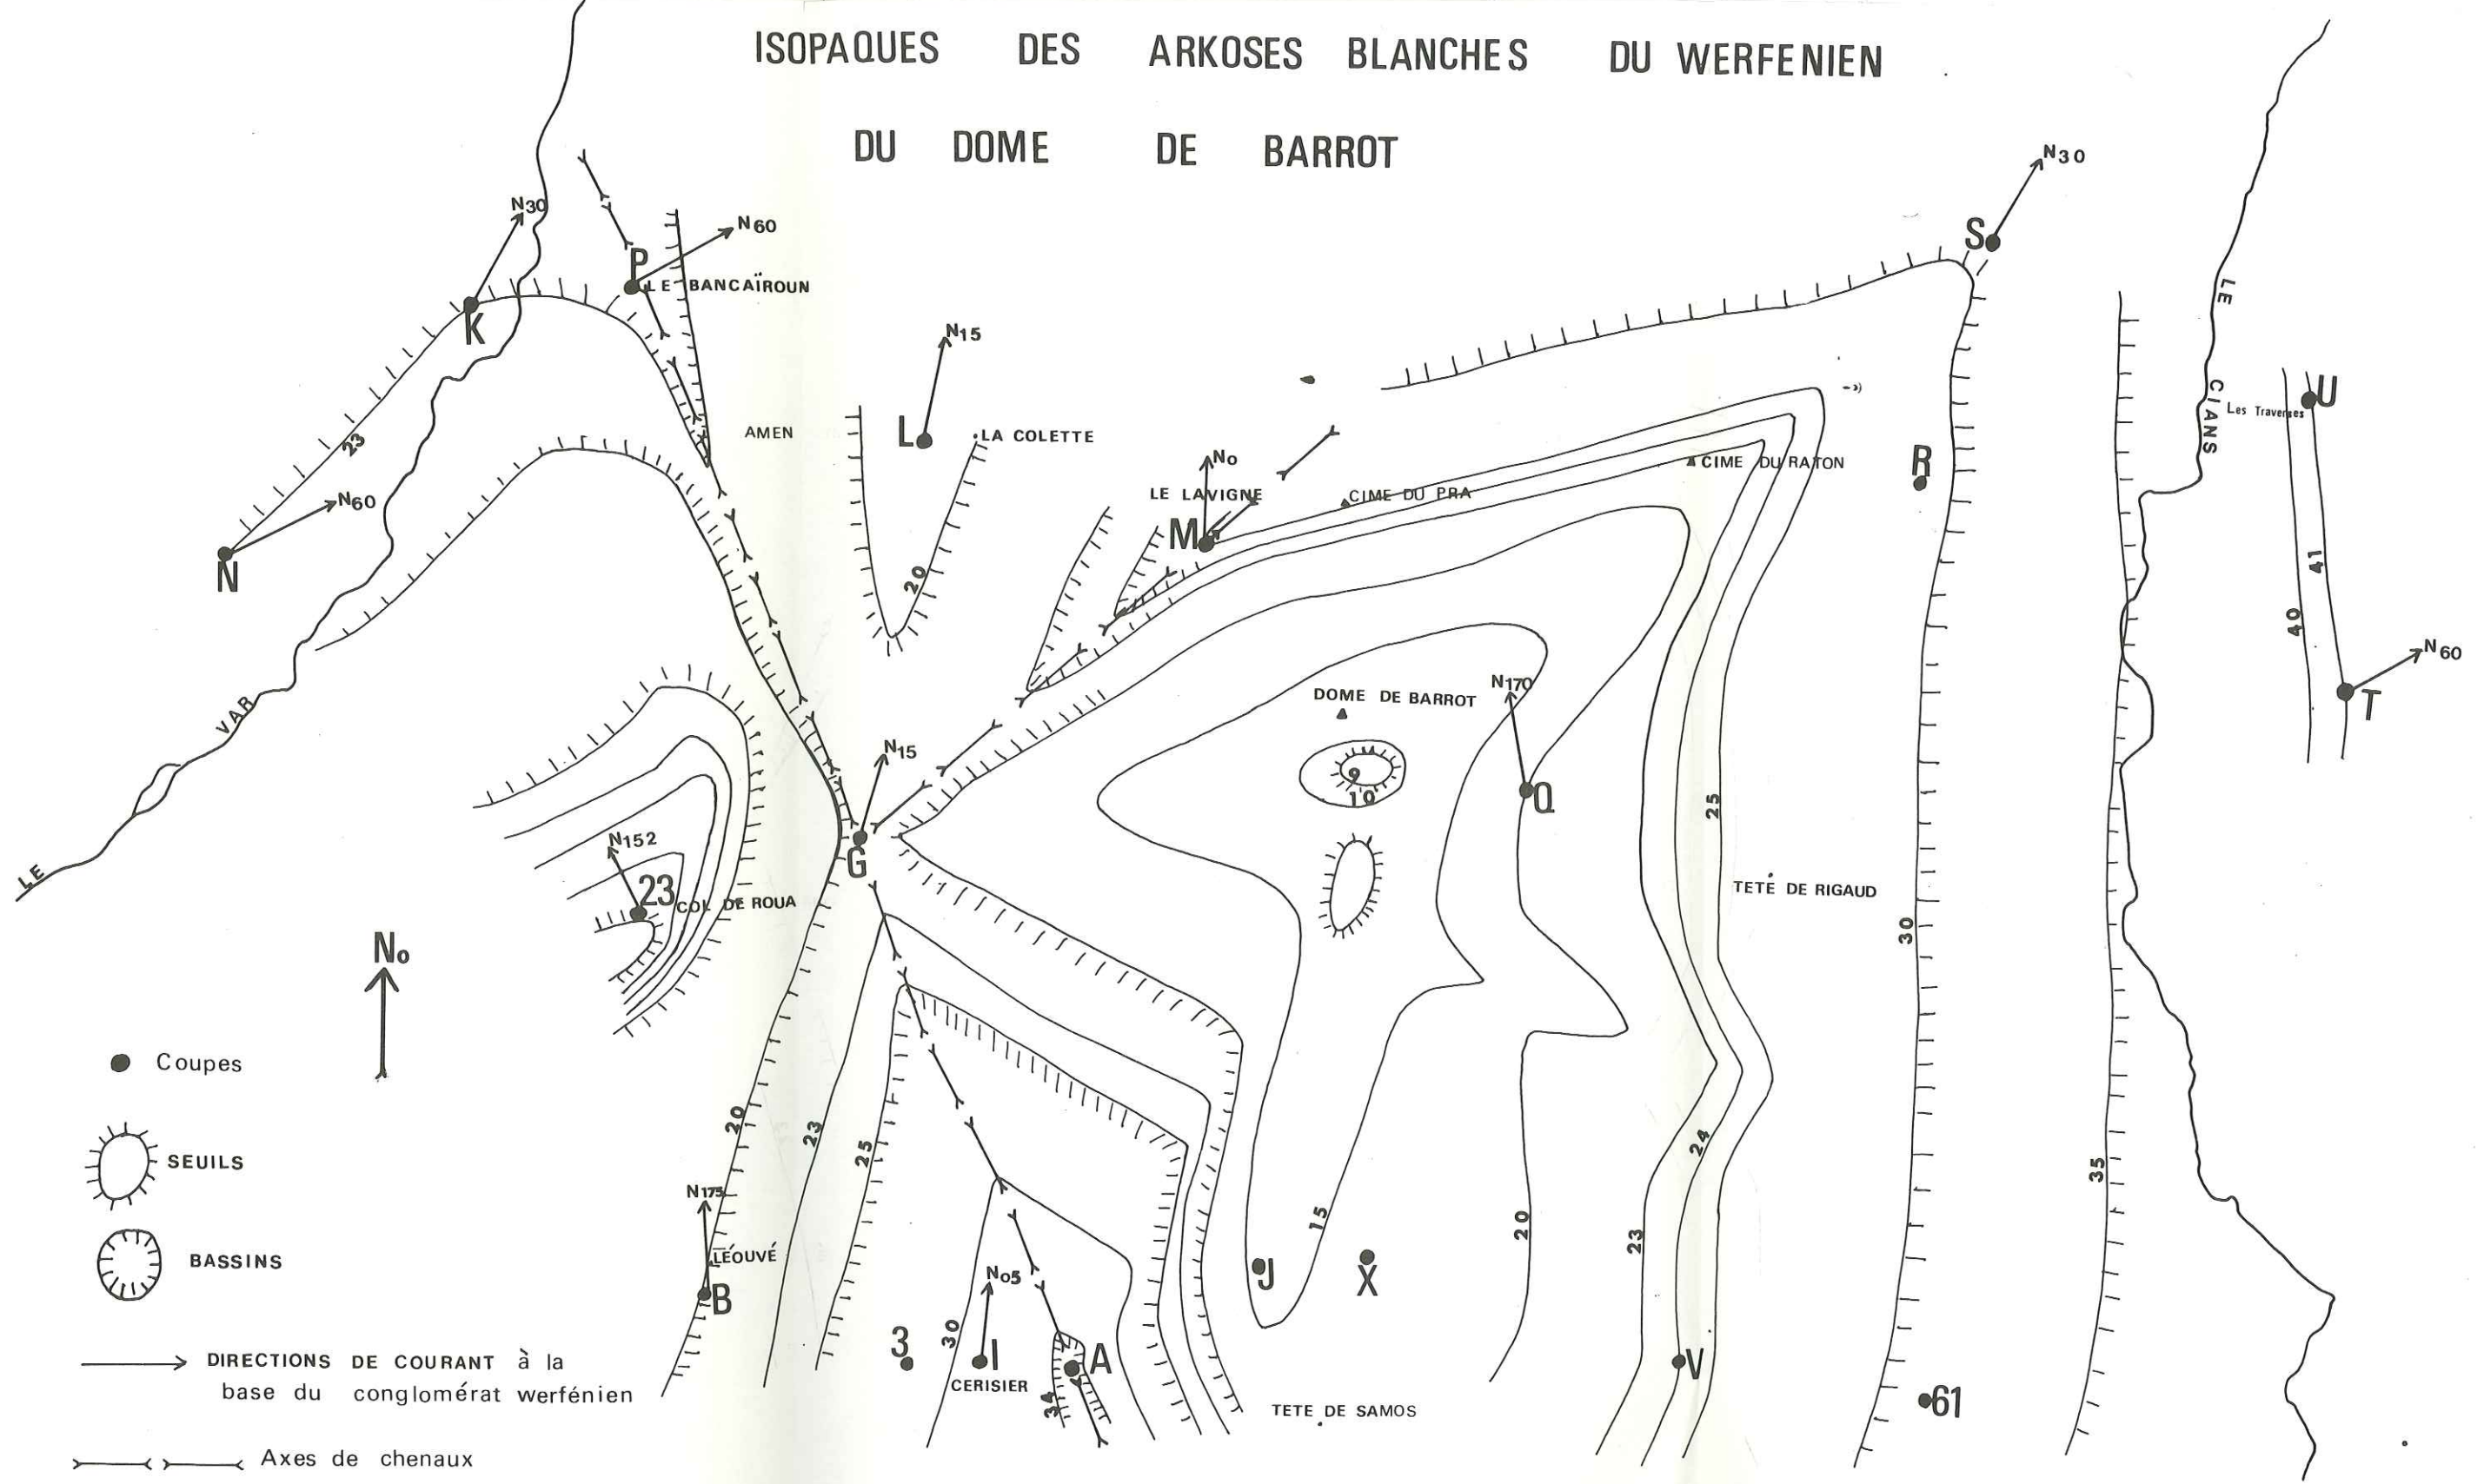 ISOPAQUES DES ARKOSES BLANCHES DU WERFENIEN
DU DOME DE BARROT
N30
N30
N60
P
S
LE BANCAÏROUN
K
N15
L
LA COLETTE
AMEN
23
LE CIANS
U
Les Traverses
No
LE LAVIGNE
CIME DU PRA
CIME DU RATON
R
M
N60
N
20
41
40
N60
T
DOME DE BARROT
N170
LE VAR
N15
9
10
Q
25
G
N152
23
COL DE ROUA
TETE DE RIGAUD
30
No
Coupes
SEUILS
BASSINS
DIRECTIONS DE COURANT à la
base du conglomérat werfénien
Axes de chenaux
20
23
25
24
35
N175
LÉOUVÉ
B
15
20
23
J
X
No5
3
30
I
A
CERISIER
34
V
61
TETE DE SAMOS